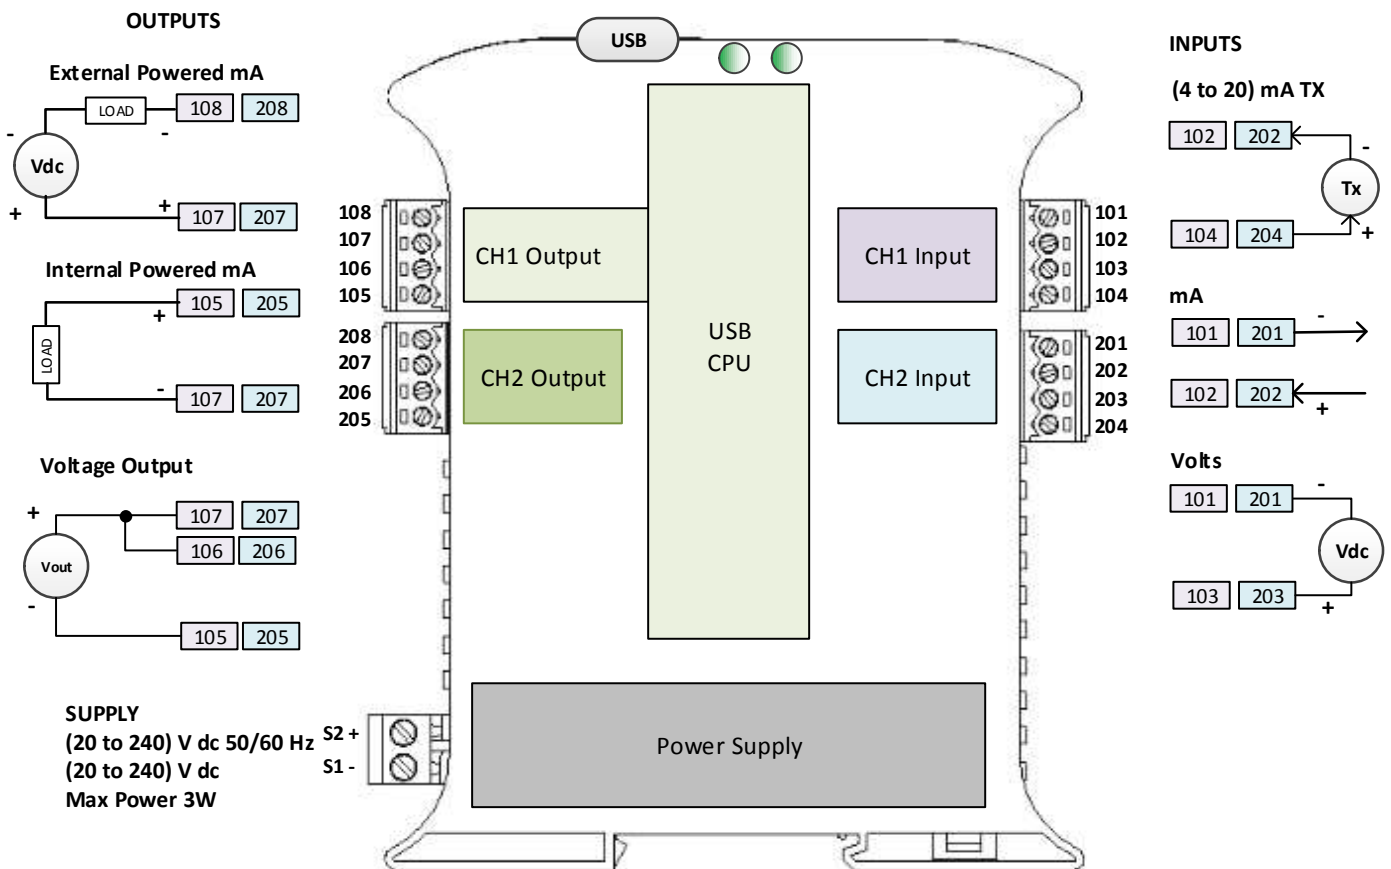 OUTPUTS
External Powered mA
LOAD
108 208
-
-
Vdc
+
+
107 207
Internal Powered mA
105 205
+
LOAD
-
107 207
Voltage Output
+
107 207
106 206
Vout
-
105 205
SUPPLY
(20 to 240) V dc 50/60 Hz
(20 to 240) V dc
Max Power 3W
S2 +
S1 -
USB
108
107
106
105
208
207
206
205
CH1 Output
CH2 Output
USB
CPU
CH1 Input
CH2 Input
Power Supply
101
102
103
104
201
202
203
204
INPUTS
(4 to 20) mA TX
102 202
-
Tx
104 204
+
mA
101 201
-
102 202
+
Volts
101 201
-
Vdc
103 203
+